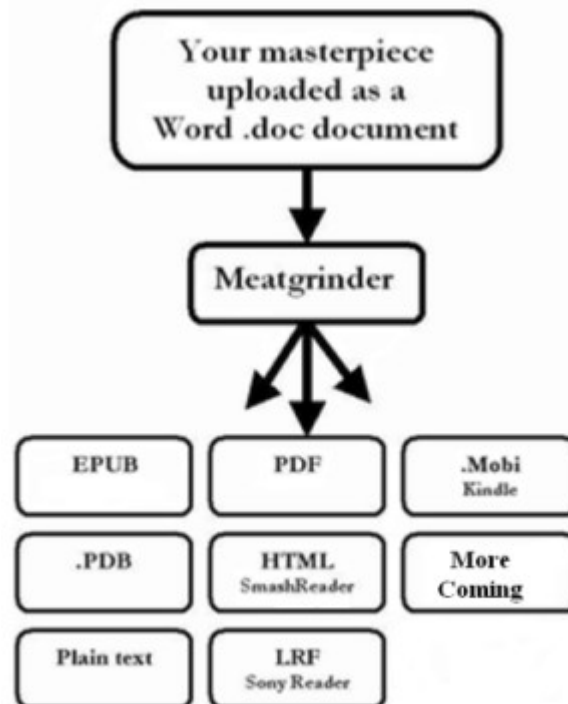 Your masterpiece
uploaded as a
Word .doc document
Meatgrinder
EPUB
PDF
.Mobi
Kindle
.PDB
HTML
SmashReader
More
Coming
Plain text
LRF
Sony Reader